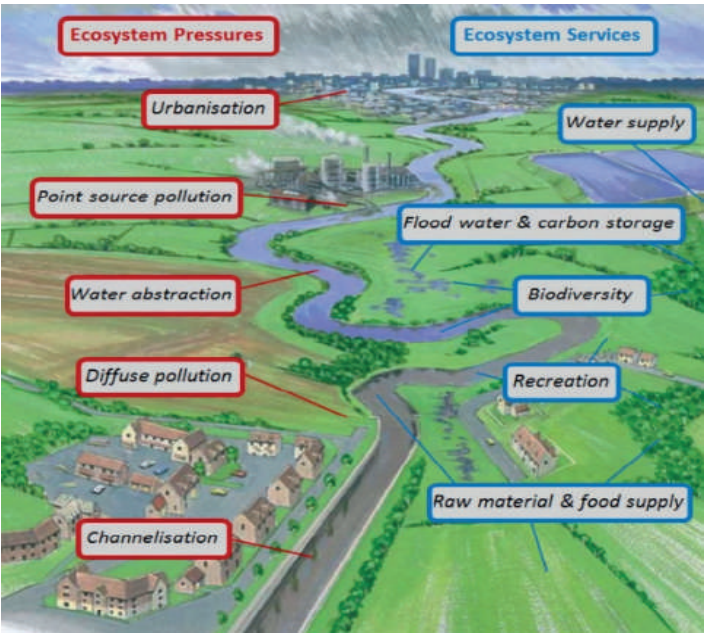 Ecosystem Pressures
Ecosystem Services
Urbanisation
Water supply
Point source pollution
Flood water & carbon storage
Water abstraction
Biodiversity
Diffuse pollution
Recreation
Raw material & food supply
Channelisation